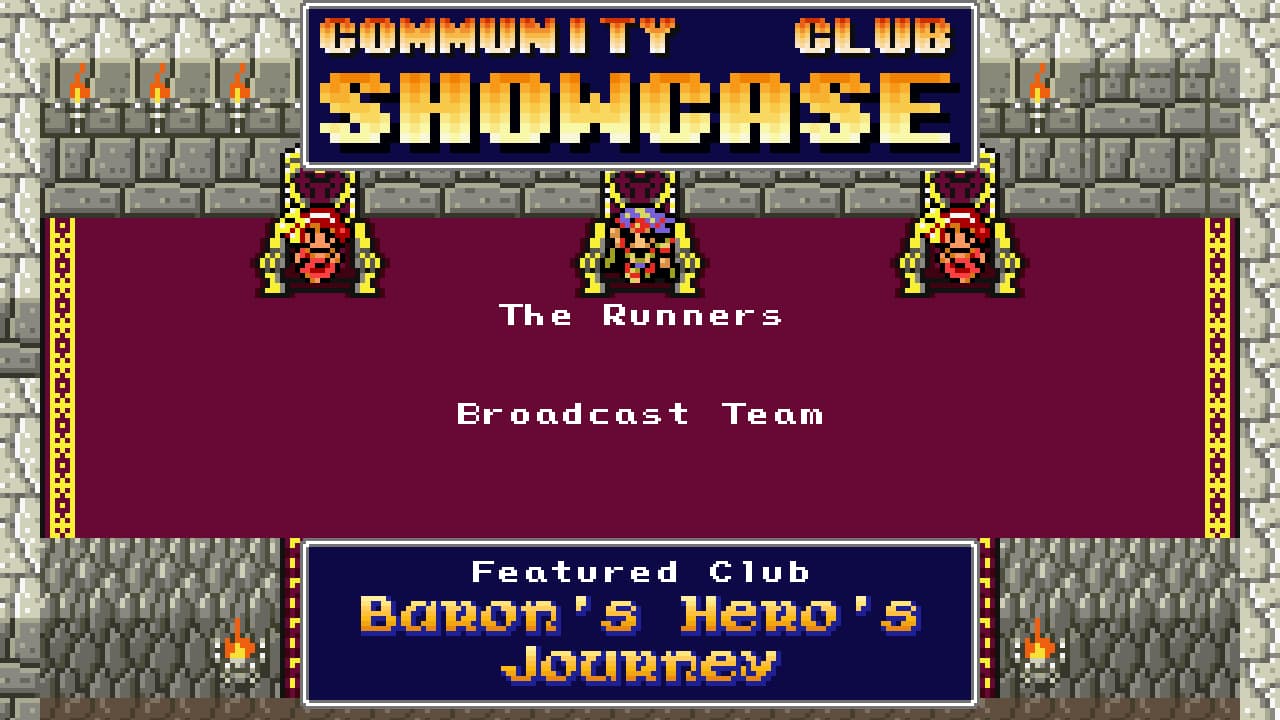 COMMUNITY CLUB
SHOWCASE
The Runners
Broadcast Team
Featured Club
Baron's Hero's
Journey